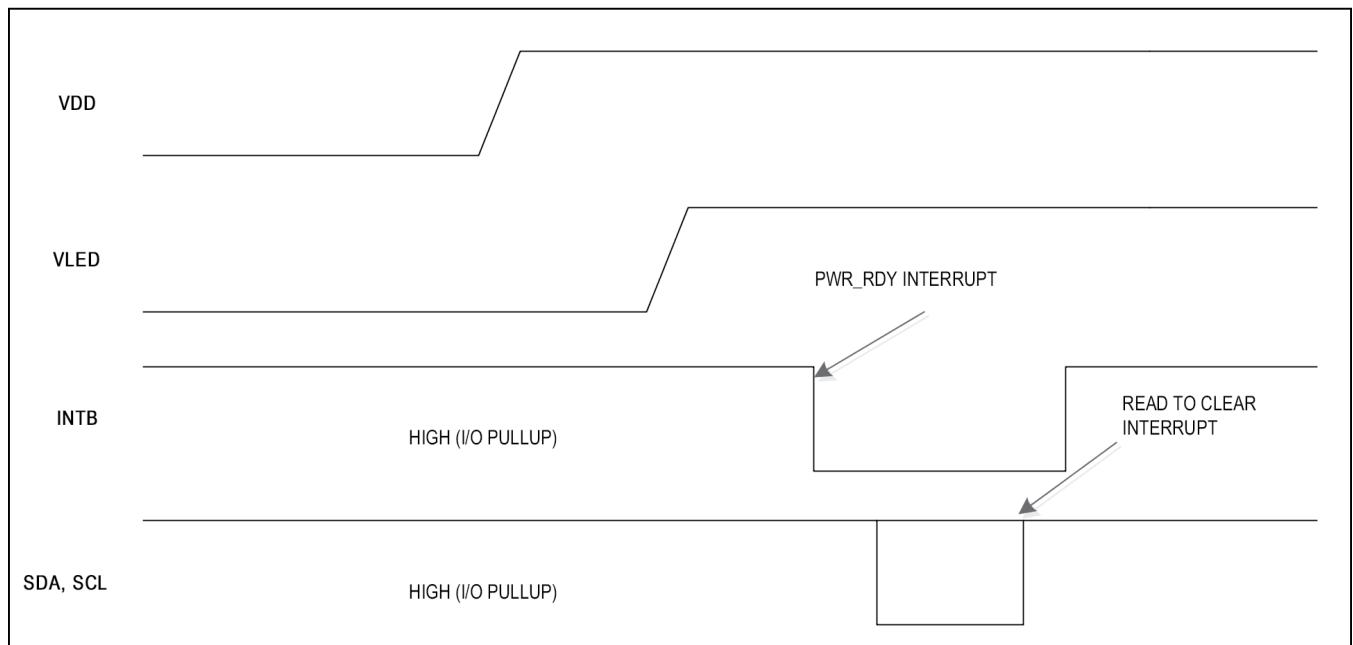 VDD
VLED
PWR_RDY INTERRUPT
INTB
HIGH (I/O PULLUP)
READ TO CLEAR
INTERRUPT
SDA, SCL
HIGH (I/O PULLUP)